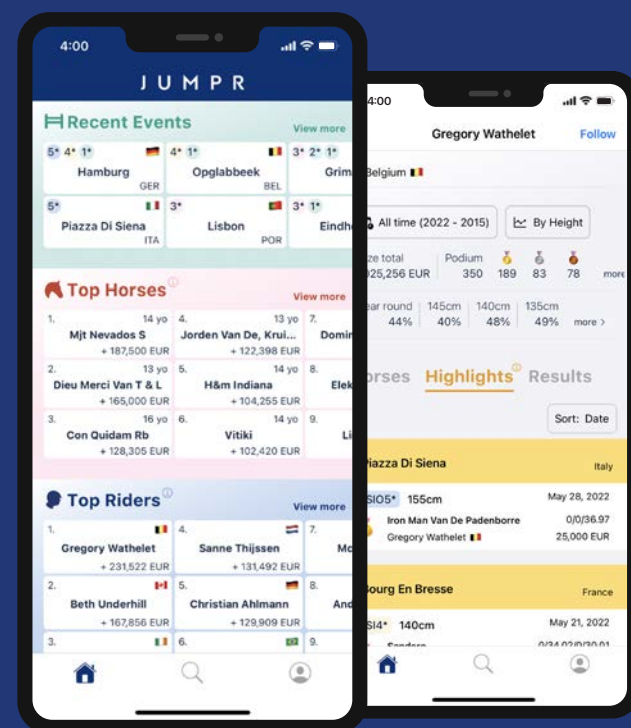 4:00
JUMPR
Recent Events
View more
5* 4* 1*
Hamburg
GER
4* 1*
Opglabbeek
BEL
3* 2* 1*
5*
Piazza Di Siena
ITA
3*
Lisbon
POR
3* 1*
Top Horses
View more
1. 14 yo
Mjt Nevados S
+ 187,500 EUR
4. 13 yo
Jorden Van De, Krui...
+ 122,398 EUR
7.
2. 13 yo
Dieu Merci Van T & L
+ 165,000 EUR
5. 14 yo
H&m Indiana
+ 104,255 EUR
8.
3. 16 yo
Con Quidam Rb
+ 128,305 EUR
6. 14 yo
Vitiki
+ 102,420 EUR
9.
Top Riders
View more
1.
Gregory Wathelet
+ 231,522 EUR
4.
Sanne Thijssen
+ 131,492 EUR
7.
2.
Beth Underhill
+ 167,856 EUR
5.
Christian Ahlmann
+ 129,909 EUR
8.
3.
6.
9.
4:00
Gregory Wathelet
Follow
Belgium
All time (2022 - 2015)
By Height
total Podium
EUR 350 189 83 78 more
round 145cm 140cm 135cm
44% 40% 48% 49% more >
Highlights Results
Sort: Date
Piazza Di Siena Italy
155cm May 28, 2022
Iron Man Van De Padenborre 0/0/36.97
Gregory Wathelet 25,000 EUR
Bourg En Bresse France
140cm May 21, 2022